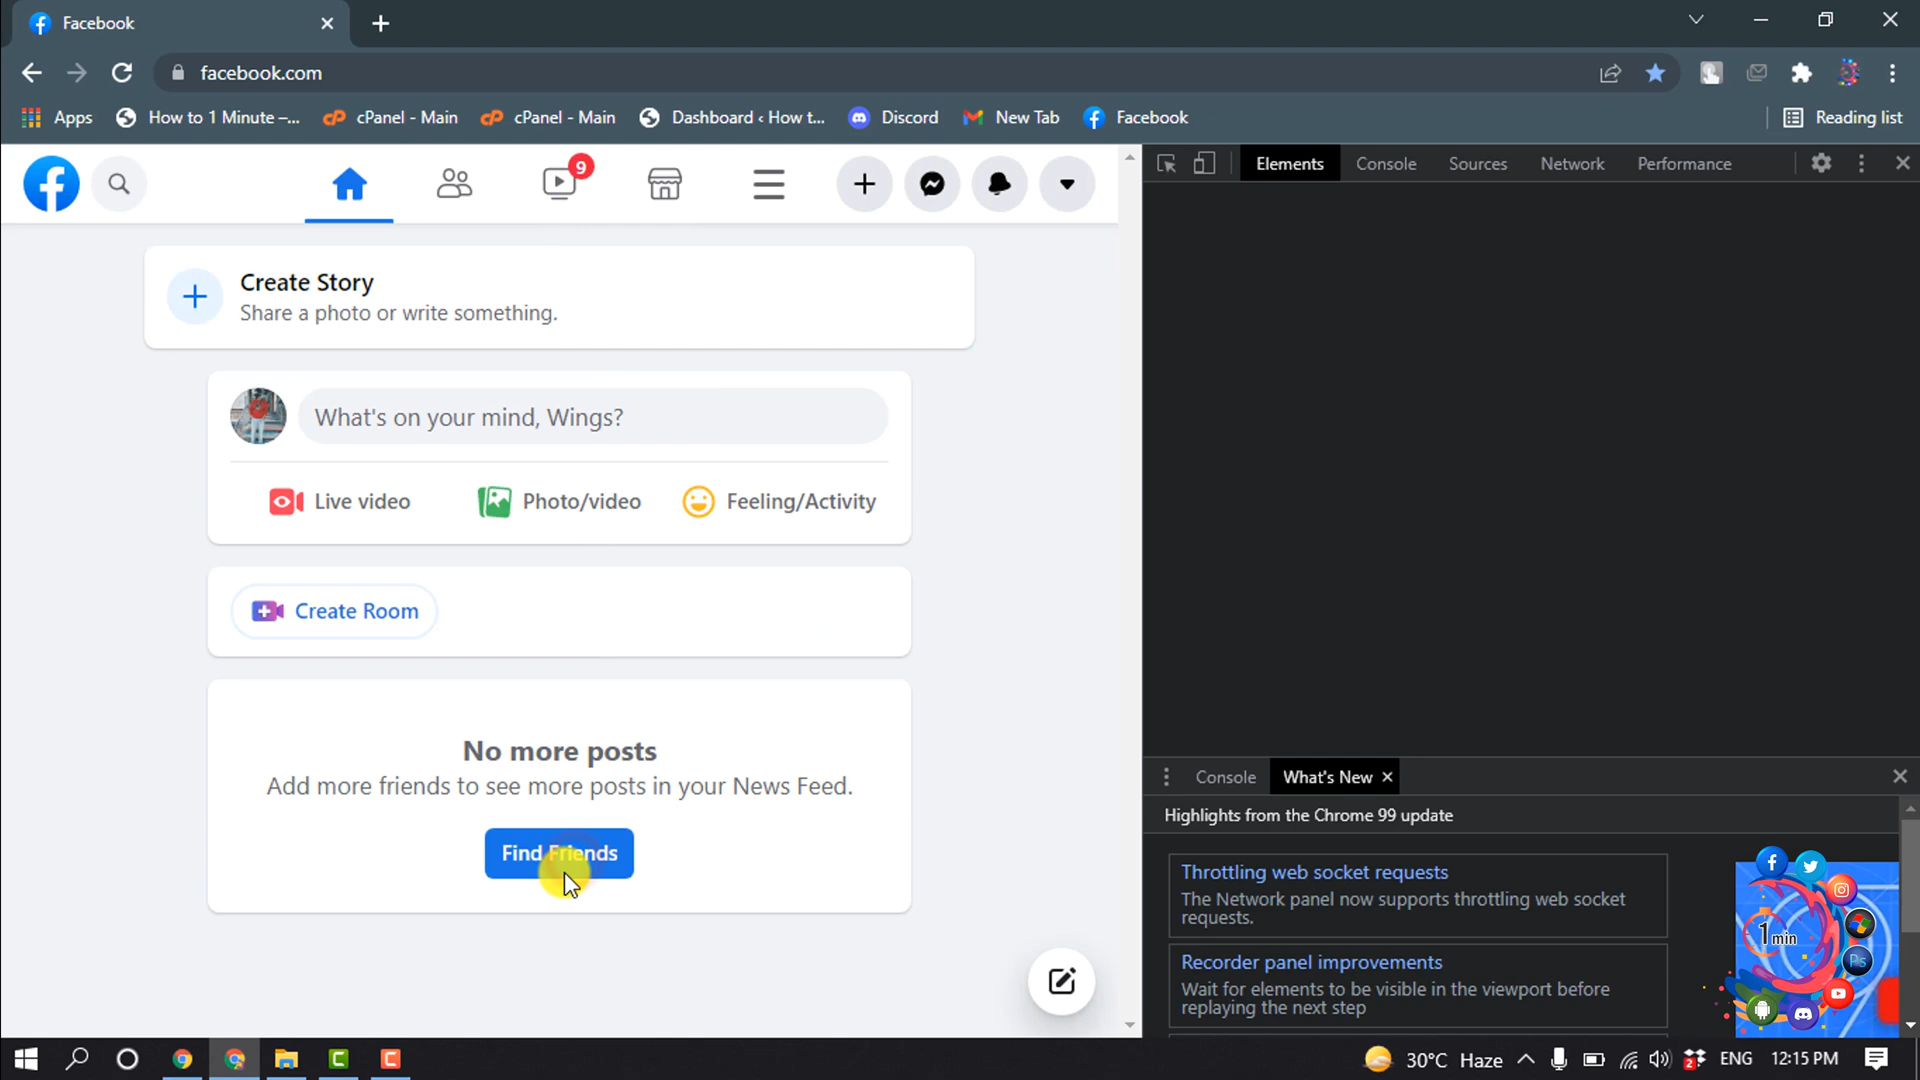 Facebook
facebook.com
Apps
How to 1 Minute –...
cPanel - Main
cPanel - Main
Dashboard ‹ How t...
Discord
New Tab
Facebook
Reading list
9
Elements
Console
Sources
Network
Performance
Create Story
Share a photo or write something.
What's on your mind, Wings?
Live video
Photo/video
Feeling/Activity
Create Room
No more posts
Add more friends to see more posts in your News Feed.
Find Friends
Console
What's New
Highlights from the Chrome 99 update
Throttling web socket requests
The Network panel now supports throttling web socket
requests.
Recorder panel improvements
Wait for elements to be visible in the viewport before
replaying the next step
1 min
Ps
30°C Haze
2
ENG
12:15 PM